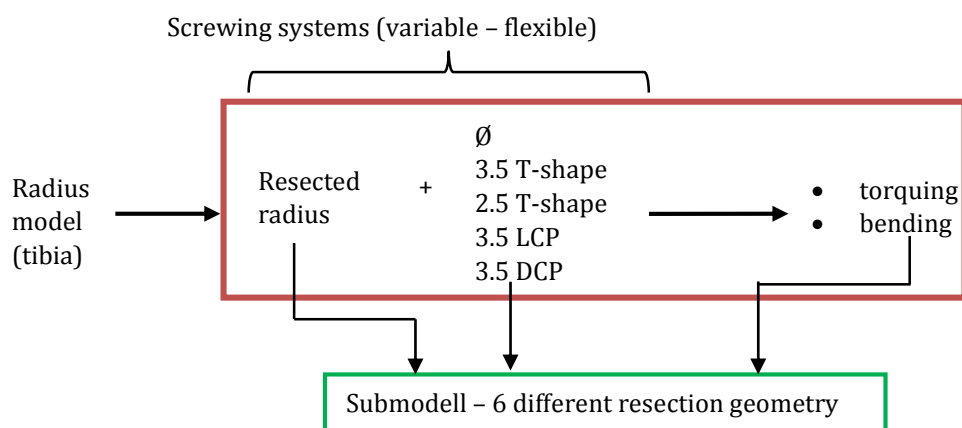 Screwing systems (variable – flexible)
Radius
model
(tibia)
Resected
radius
+
Ø
3.5 T-shape
2.5 T-shape
3.5 LCP
3.5 DCP
• torquing
• bending
Submodell – 6 different resection geometry